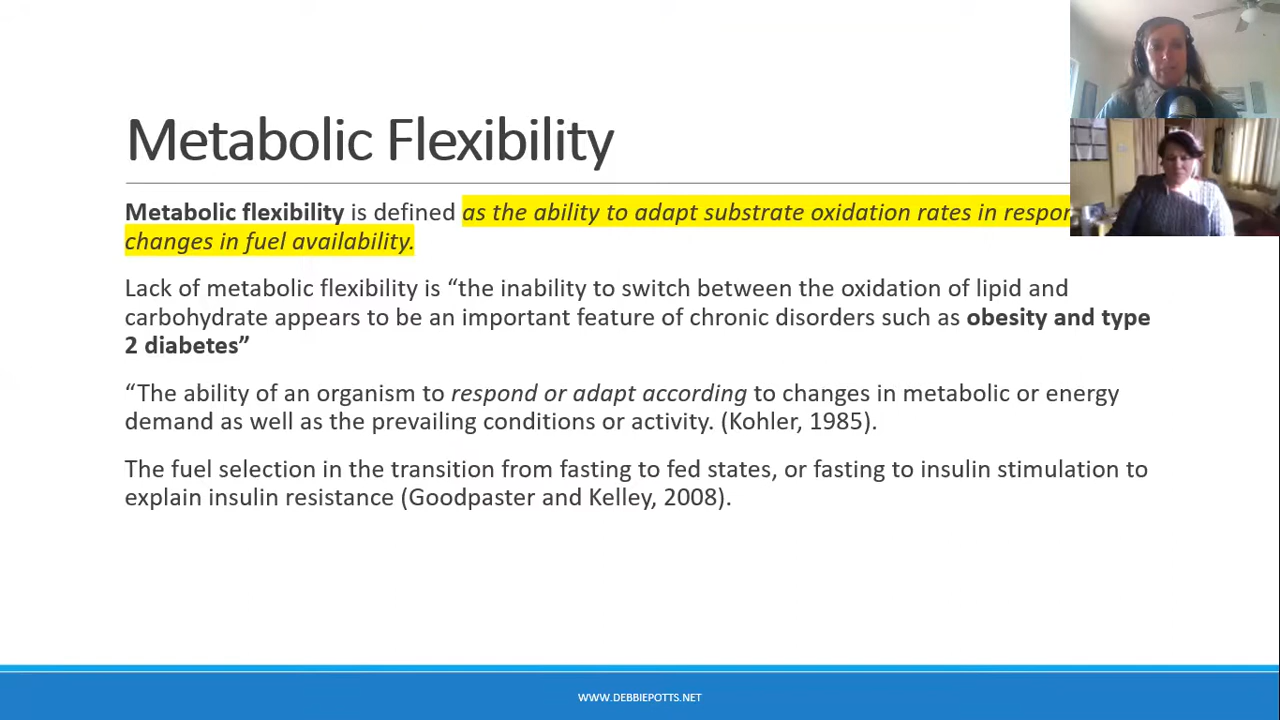 Metabolic Flexibility
Metabolic flexibility is defined as the ability to adapt substrate oxidation rates in
changes in fuel availability.
Lack of metabolic flexibility is “the inability to switch between the oxidation of lipid and
carbohydrate appears to be an important feature of chronic disorders such as obesity and type
2 diabetes”
“The ability of an organism to respond or adapt according to changes in metabolic or energy
demand as well as the prevailing conditions or activity. (Kohler, 1985).
The fuel selection in the transition from fasting to fed states, or fasting to insulin stimulation to
explain insulin resistance (Goodpaster and Kelley, 2008).
WWW.DEBBIEPOTTS.NET